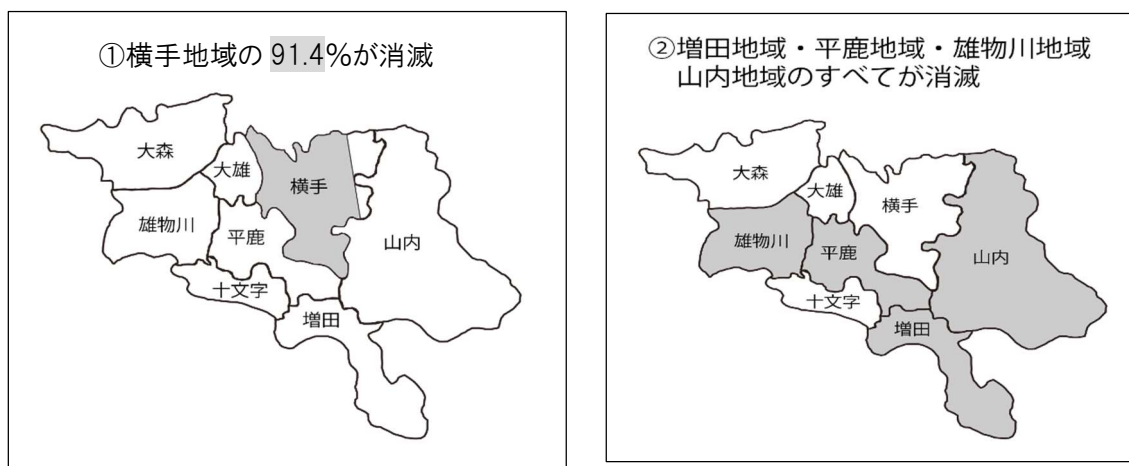 ①横手地域の 91.4%が消滅
大森
大雄
横手
雄物川
平鹿
山内
十文字
増田
②増田地域・平鹿地域・雄物川地域
山内地域のすべてが消滅
大森
大雄
横手
雄物川
平鹿
山内
十文字
増田